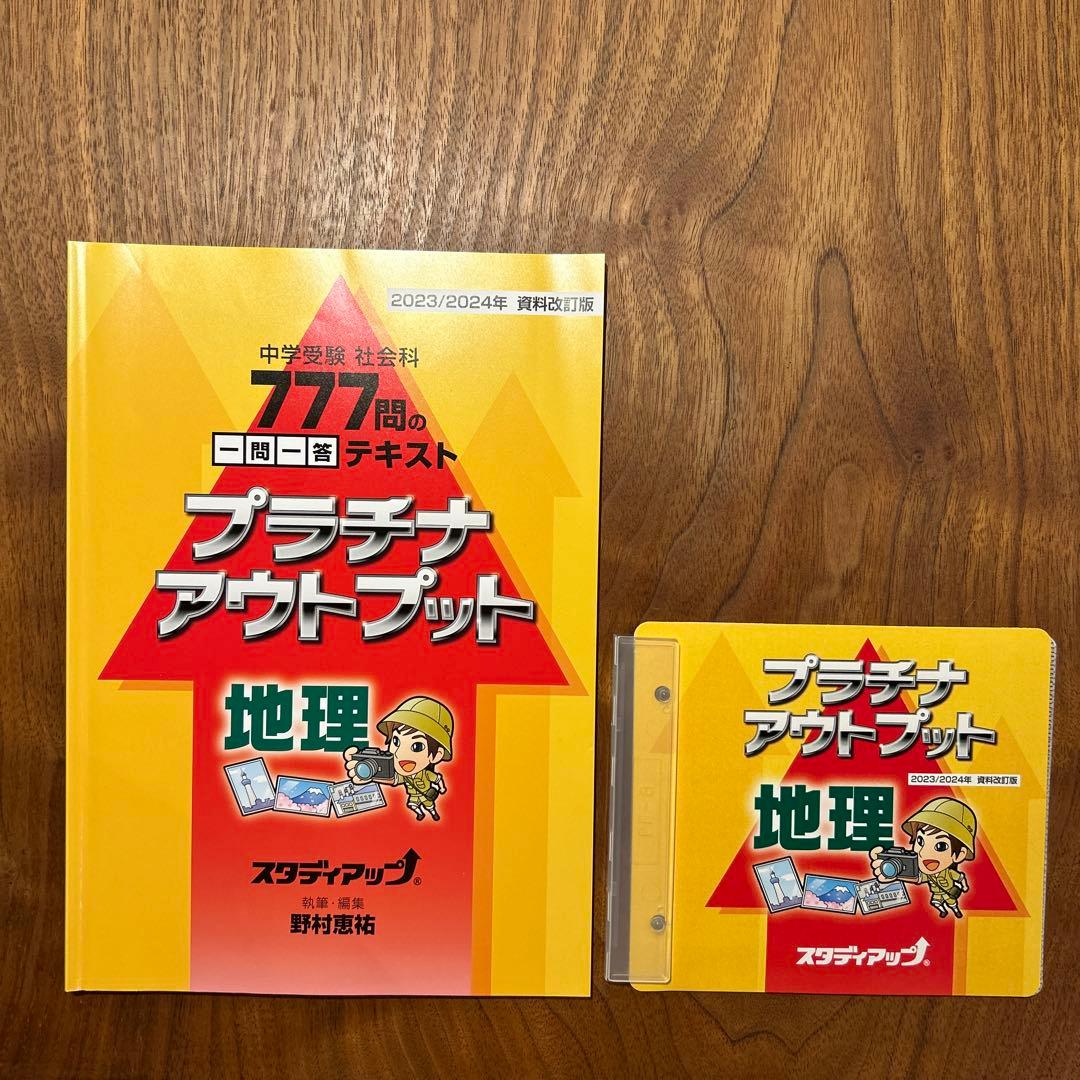 2023/2024年 資料改訂版
中学受験 社会科
777問の
一問一答テキスト
プラチナ
アウトプット
地理
スタディアップ®
執筆・編集
野村恵祐
プラチナ
アウトプット
2023/2024年 資料改訂版
地理
スタディアップ®